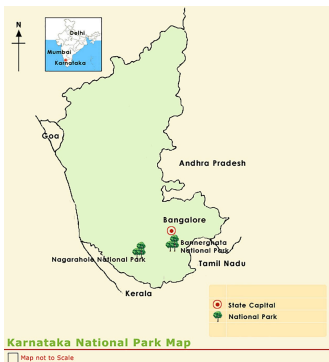 N
Delhi
Mumbai
Karnataka
Goa
Andhra Pradesh
Bangalore
Bannerghata
National Park
Nagarahole National Park
Tamil Nadu
Kerala
State Capital
National Park
Karnataka National Park Map
Map not to Scale